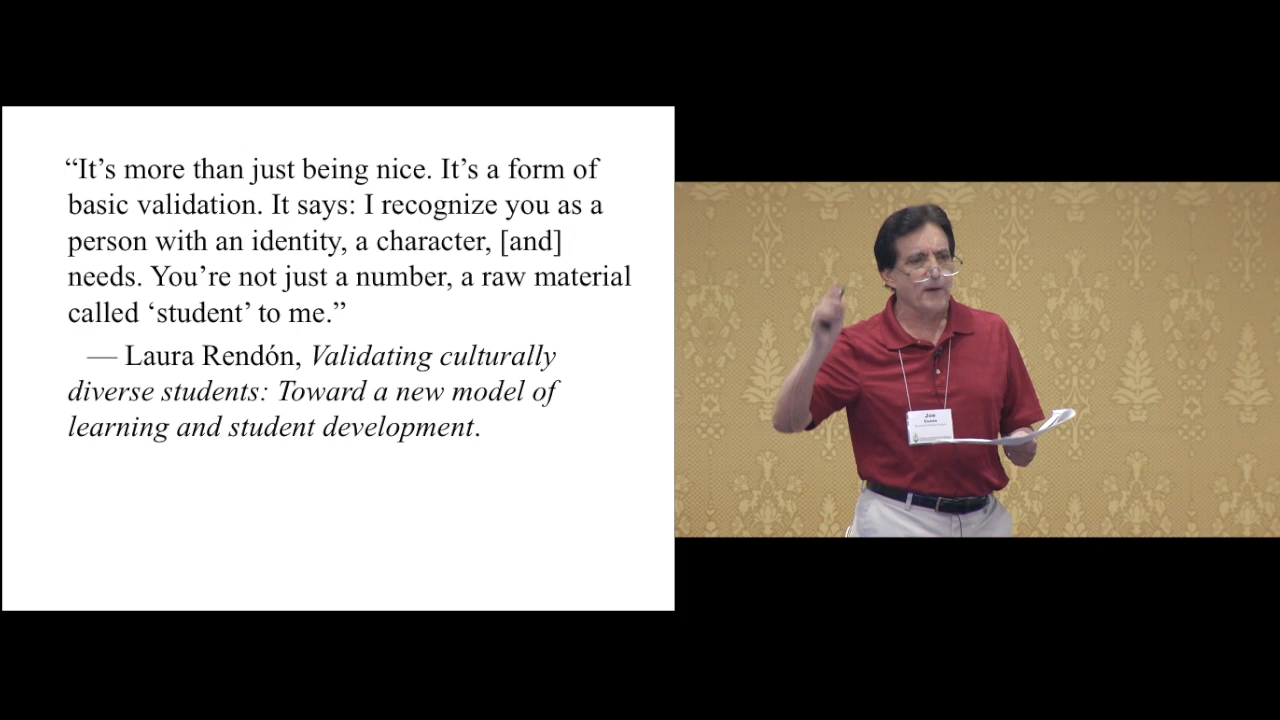 “It’s more than just being nice. It’s a form of
basic validation. It says: I recognize you as a
person with an identity, a character, [and]
needs. You’re not just a number, a raw material
called ‘student’ to me.”
— Laura Rendón, Validating culturally
diverse students: Toward a new model of
learning and student development.
Joe